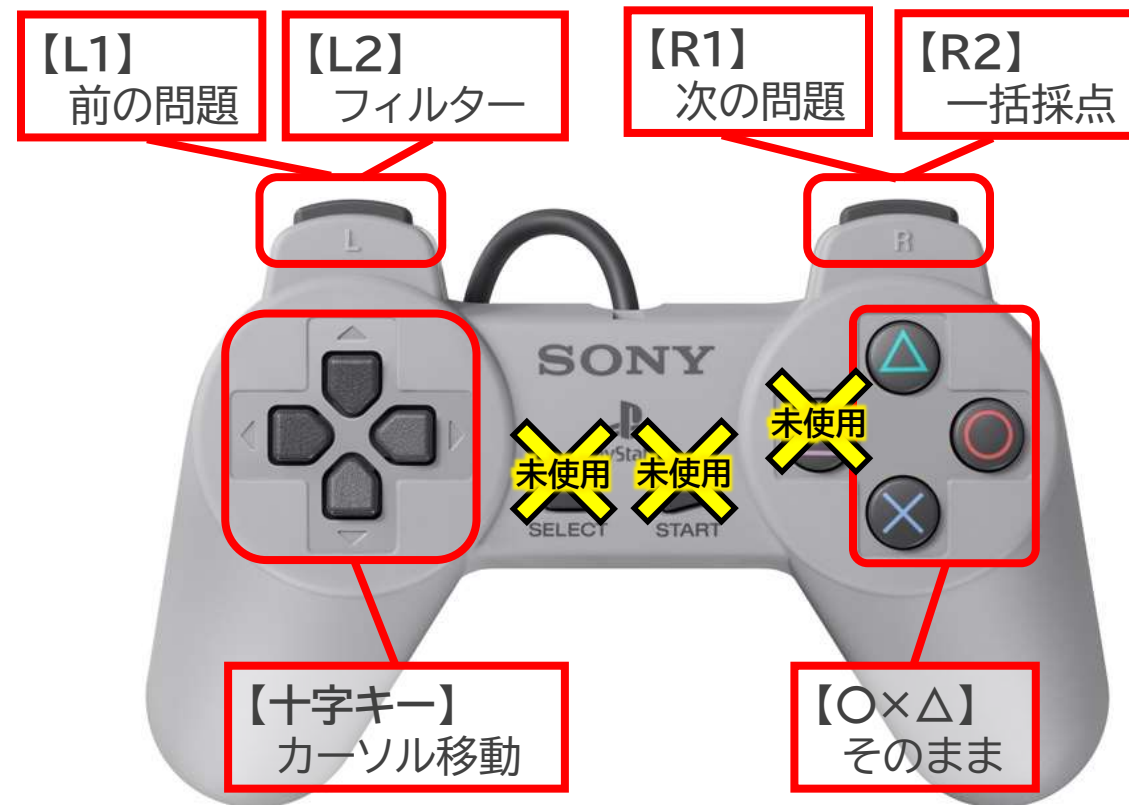 【L1】
前の問題
【L2】
フィルター
【R1】
次の問題
【R2】
一括採点
L
R
SONY
未使用
未使用
未使用
SELECT
START
【十字キー】
カーソル移動
【〇×△】
そのまま